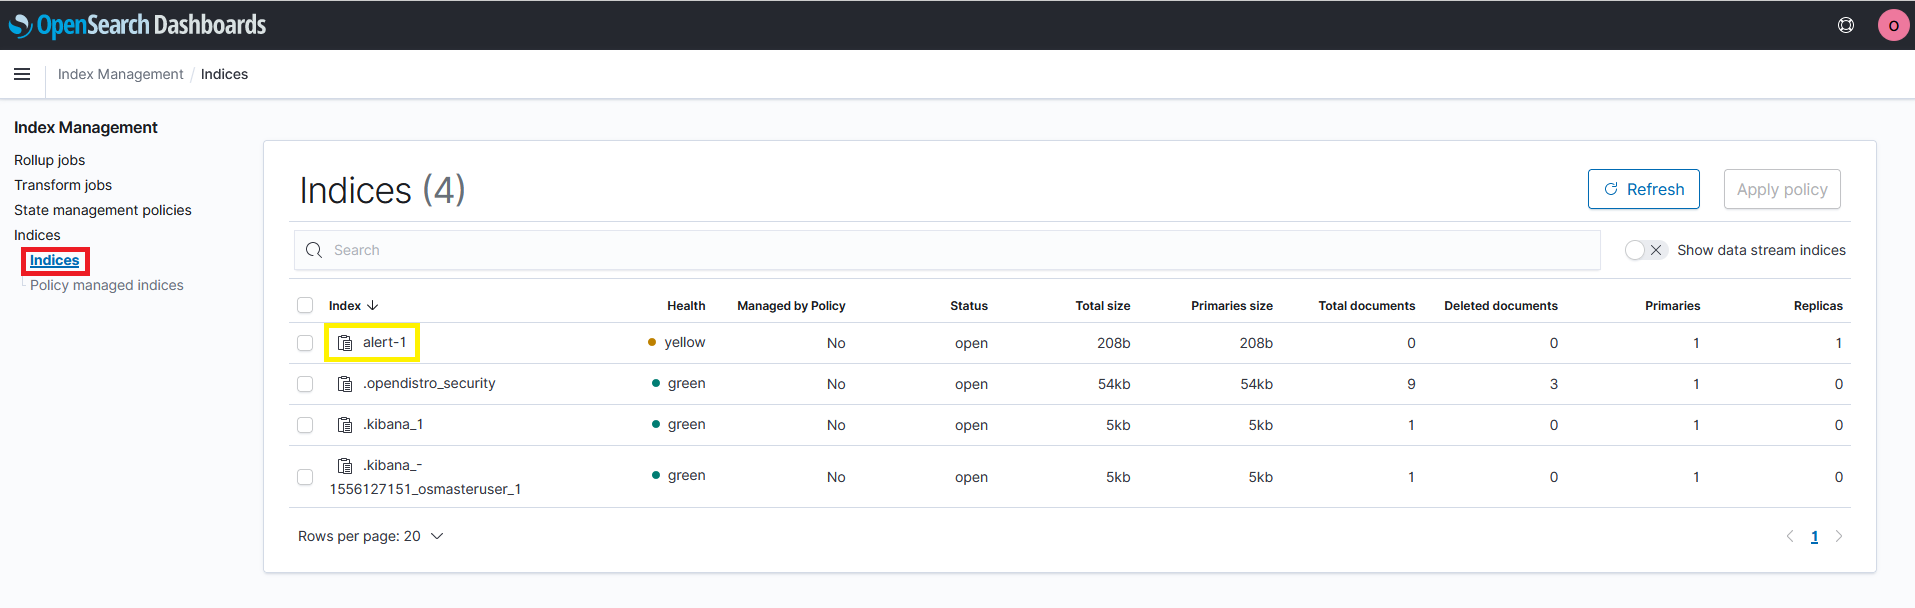 OpenSearch Dashboards
O
Index Management / Indices
Index Management
Rollup jobs
Transform jobs
State management policies
Indices
Indices
Policy managed indices
Indices (4)
Refresh
Apply policy
Search
Show data stream indices
Index Health Managed by Policy Status Total size Primaries size Total documents Deleted documents Primaries Replicas
alert-1 yellow No open 208b 208b 0 0 1 1
.opendistro_security green No open 54kb 54kb 9 3 1 0
.kibana_1 green No open 5kb 5kb 1 0 1 0
.kibana_-
1556127151_osmasteruser_1 green No open 5kb 5kb 1 0 1 0
Rows per page: 20
1